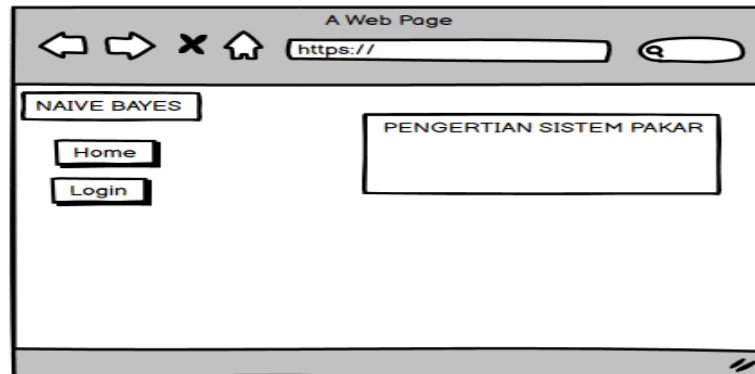 A Web Page
https://
NAIVE BAYES
Home
Login
PENGERTIAN SISTEM PAKAR